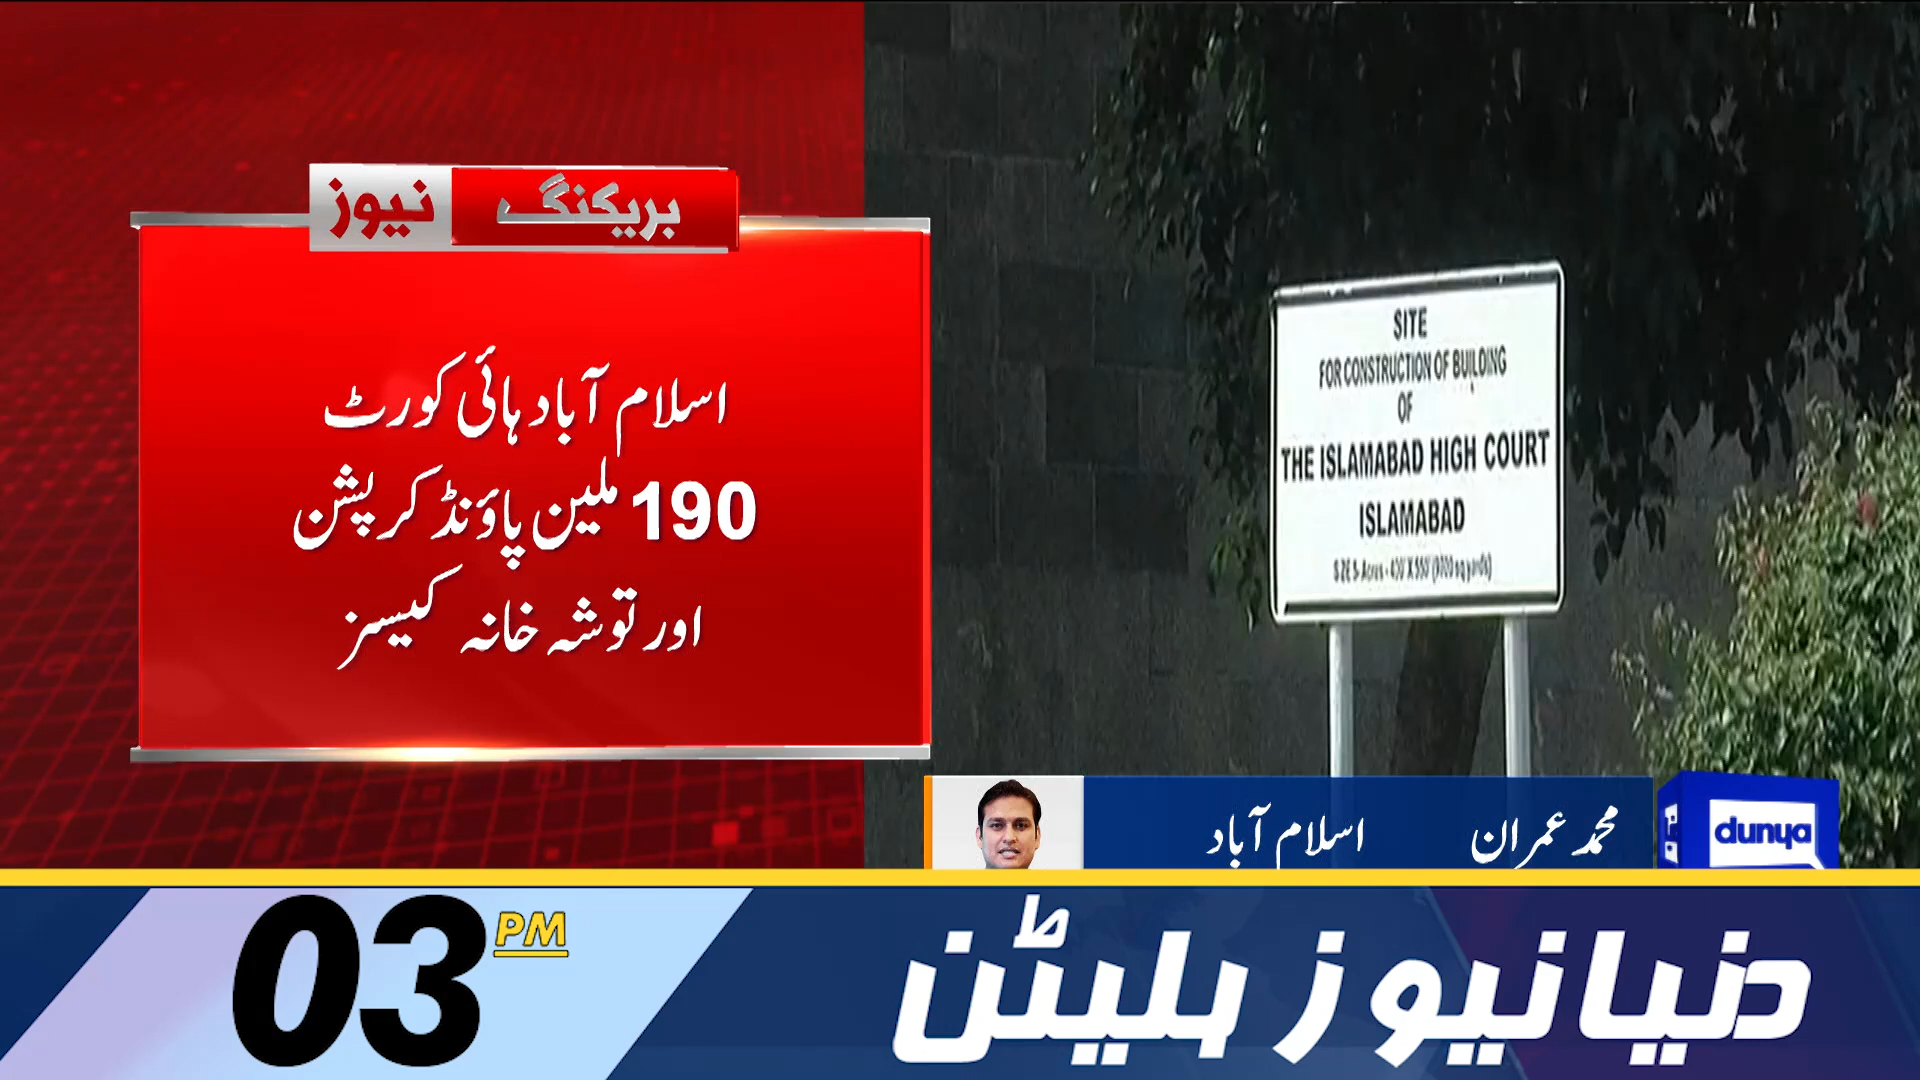 بریکنگ نیوز
اسلام آباد ہائی کورٹ
190 ملین پاؤنڈ کرپشن
اور توشہ خانہ کیسز
SITE
FOR CONSTRUCTION OF BUILDING
OF
THE ISLAMABAD HIGH COURT
ISLAMABAD
محمد عمران اسلام آباد
dunya
03 PM
دنیا نیوز بلیٹن